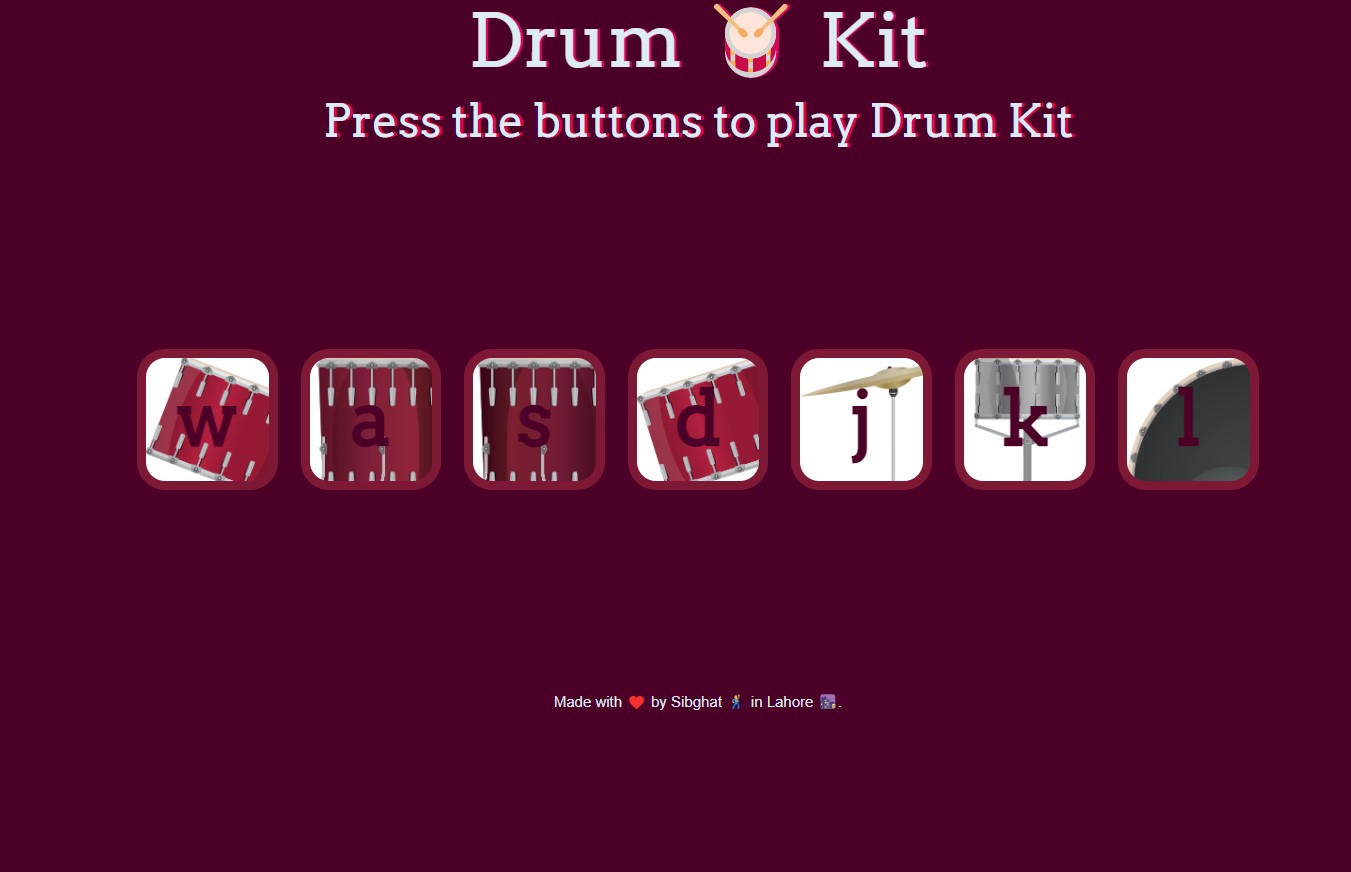 Drum 🥁 Kit
Press the buttons to play Drum Kit
w a s d j k l
Made with ❤️ by Sibghat 🕺 in Lahore 🎆.